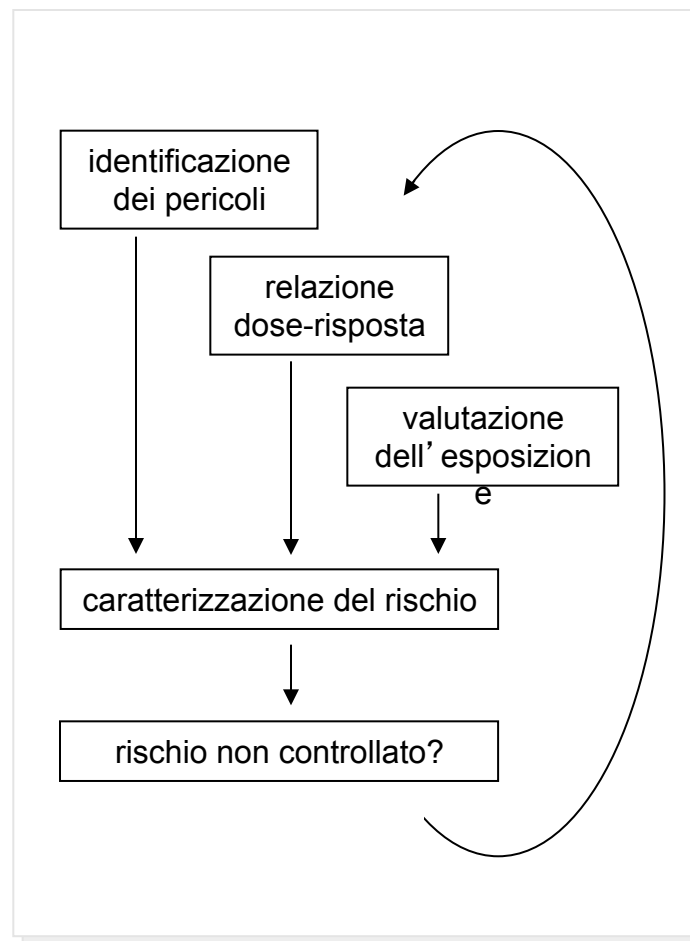 identificazione
dei pericoli
relazione
dose-risposta
valutazione
dell’esposizion
e
caratterizzazione del rischio
rischio non controllato?